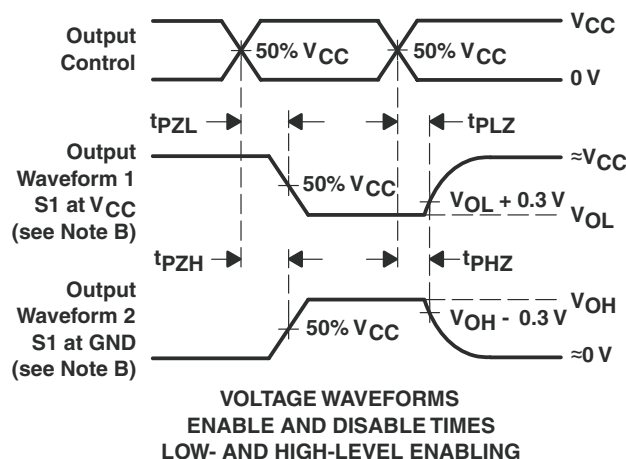 Output
Control
50% VCC
50% VCC
VCC
0 V
tPZL
tPLZ
Output
Waveform 1
S1 at VCC
(see Note B)
50% VCC
≈VCC
VOL + 0.3 V
VOL
tPZH
tPHZ
Output
Waveform 2
S1 at GND
(see Note B)
50% VCC
VOH
VOH - 0.3 V
≈0 V
VOLTAGE WAVEFORMS
ENABLE AND DISABLE TIMES
LOW- AND HIGH-LEVEL ENABLING